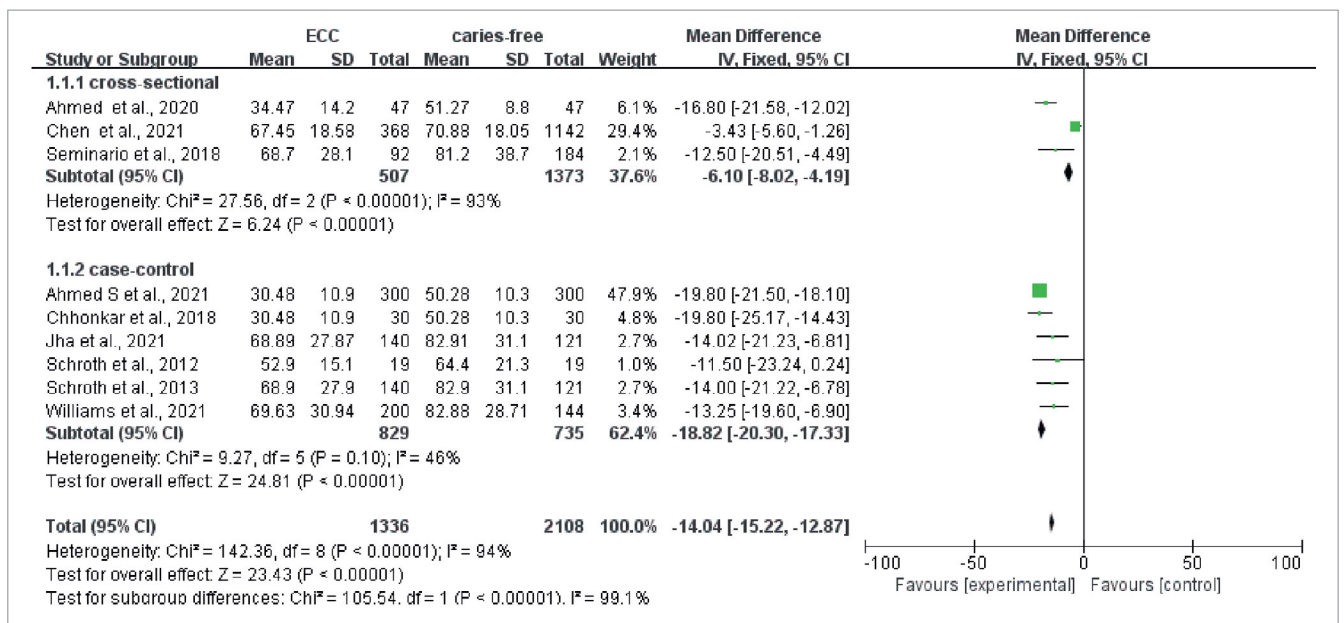 ECC caries-free Mean Difference Mean Difference
Study or Subgroup Mean SD Total Mean SD Total Weight IV, Fixed, 95% CI IV, Fixed, 95% CI
1.1.1 cross-sectional
Ahmed et al., 2020 34.47 14.2 47 51.27 8.8 47 6.1% -16.80 [-21.58, -12.02]
Chen et al., 2021 67.45 18.58 368 70.88 18.05 1142 29.4% -3.43 [-5.60, -1.26]
Seminario et al., 2018 68.7 28.1 92 81.2 38.7 184 2.1% -12.50 [-20.51, -4.49]
Subtotal (95% CI) 507 1373 37.6% -6.10 [-8.02, -4.19]
Heterogeneity: Chi² = 27.56, df = 2 (P < 0.00001); I² = 93%
Test for overall effect: Z = 6.24 (P < 0.00001)
1.1.2 case-control
Ahmed S et al., 2021 30.48 10.9 300 50.28 10.3 300 47.9% -19.80 [-21.50, -18.10]
Chhonkar et al., 2018 30.48 10.9 30 50.28 10.3 30 4.8% -19.80 [-25.17, -14.43]
Jha et al., 2021 68.89 27.87 140 82.91 31.1 121 2.7% -14.02 [-21.23, -6.81]
Schroth et al., 2012 52.9 15.1 19 64.4 21.3 19 1.0% -11.50 [-23.24, 0.24]
Schroth et al., 2013 68.9 27.9 140 82.9 31.1 121 2.7% -14.00 [-21.22, -6.78]
Williams et al., 2021 69.63 30.94 200 82.88 28.71 144 3.4% -13.25 [-19.60, -6.90]
Subtotal (95% CI) 829 735 62.4% -18.82 [-20.30, -17.33]
Heterogeneity: Chi² = 9.27, df = 5 (P = 0.10); I² = 46%
Test for overall effect: Z = 24.81 (P < 0.00001)
Total (95% CI) 1336 2108 100.0% -14.04 [-15.22, -12.87]
Heterogeneity: Chi² = 142.36, df = 8 (P < 0.00001); I² = 94%
Test for overall effect: Z = 23.43 (P < 0.00001)
Test for subgroup differences: Chi² = 105.54, df = 1 (P < 0.00001), I² = 99.1%
-100 -50 0 50 100
Favours [experimental] Favours [control]